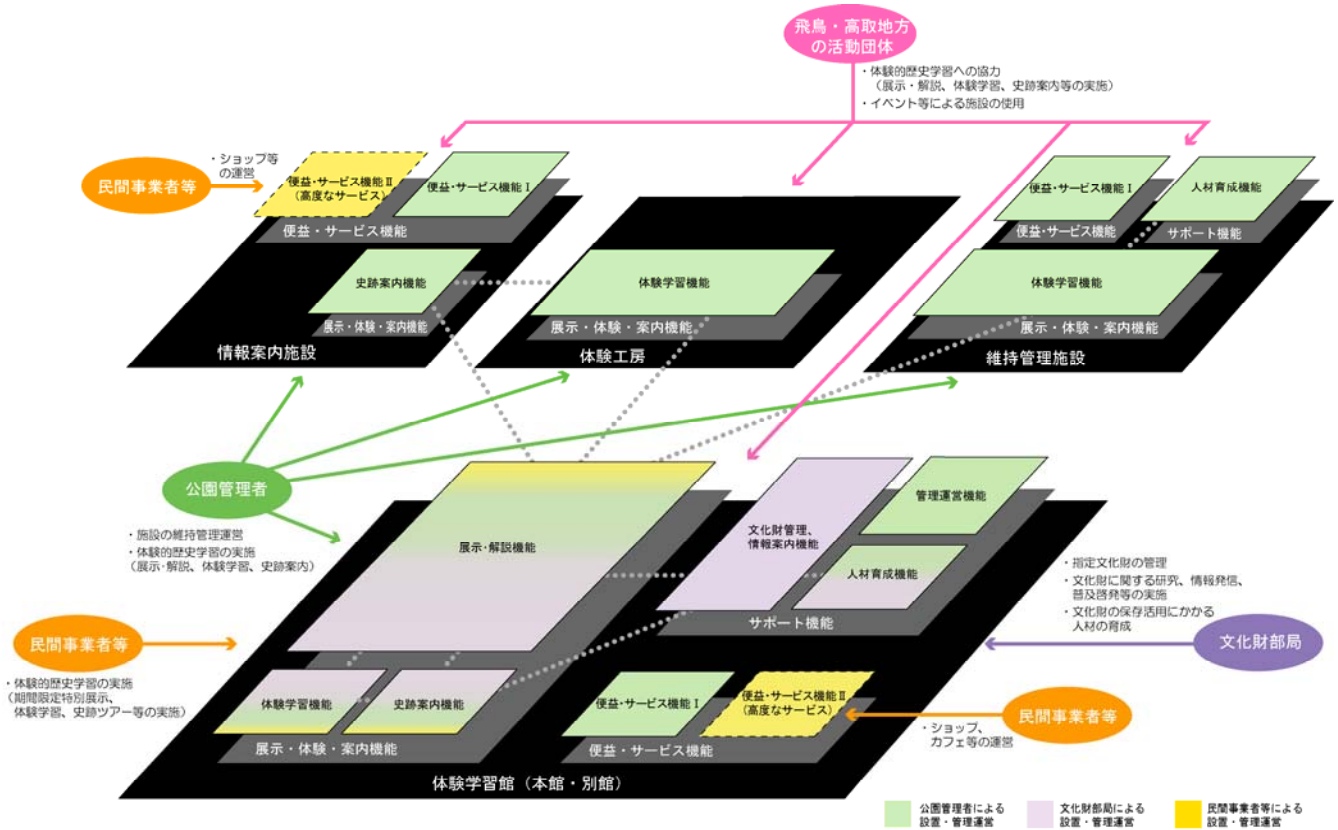 飛鳥・高取地方
の活動団体
・体験的歴史学習への協力
（展示・解説、体験学習、史跡案内等の実施）
・イベント等による施設の使用
民間事業者等
・ショップ等
の運営
便益・サービス機能Ⅱ
（高度なサービス）
便益・サービス機能Ⅰ
便益・サービス機能
史跡案内機能
展示・体験・案内機能
情報案内施設
体験学習機能
展示・体験・案内機能
体験工房
便益・サービス機能Ⅰ
便益・サービス機能
人材育成機能
サポート機能
体験学習機能
展示・体験・案内機能
維持管理施設
公園管理者
・施設の維持管理運営
・体験的歴史学習の実施
（展示・解説、体験学習、史跡案内）
民間事業者等
・体験的歴史学習の実施
（期間限定特別展示、
体験学習、史跡ツアー等の実施）
展示・解説機能
体験学習機能
史跡案内機能
展示・体験・案内機能
文化財管理、
情報案内機能
管理運営機能
人材育成機能
サポート機能
便益・サービス機能Ⅰ
便益・サービス機能Ⅱ
（高度なサービス）
便益・サービス機能
体験学習館（本館・別館）
・指定文化財の管理
・文化財に関する研究、情報発信、
普及啓発等の実施
・文化財の保存活用にかかる
人材の育成
文化財部局
民間事業者等
・ショップ、
カフェ等の運営
公園管理者による
設置・管理運営
文化財部局による
設置・管理運営
民間事業者等による
設置・管理運営